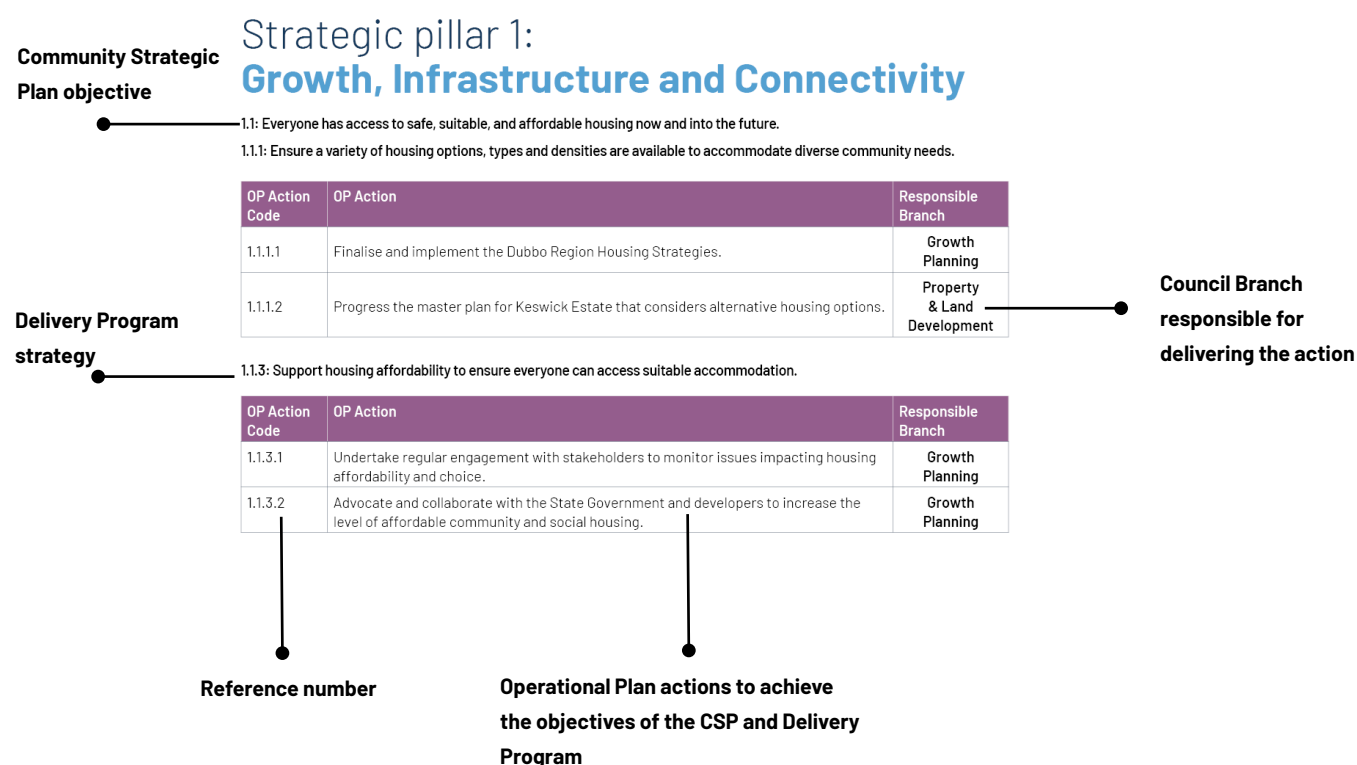 Strategic pillar 1:
Growth, Infrastructure and Connectivity
Community Strategic
Plan objective
1.1: Everyone has access to safe, suitable, and affordable housing now and into the future.
1.1.1: Ensure a variety of housing options, types and densities are available to accommodate diverse community needs.
OP Action
Code
OP Action
Responsible
Branch
1.1.1.1
Finalise and implement the Dubbo Region Housing Strategies.
Growth
Planning
1.1.1.2
Progress the master plan for Keswick Estate that considers alternative housing options.
Property
& Land
Development
Council Branch
responsible for
delivering the action
Delivery Program
strategy
1.1.3: Support housing affordability to ensure everyone can access suitable accommodation.
OP Action
Code
OP Action
Responsible
Branch
1.1.3.1
Undertake regular engagement with stakeholders to monitor issues impacting housing
affordability and choice.
Growth
Planning
1.1.3.2
Advocate and collaborate with the State Government and developers to increase the
level of affordable community and social housing.
Growth
Planning
Reference number
Operational Plan actions to achieve
the objectives of the CSP and Delivery
Program